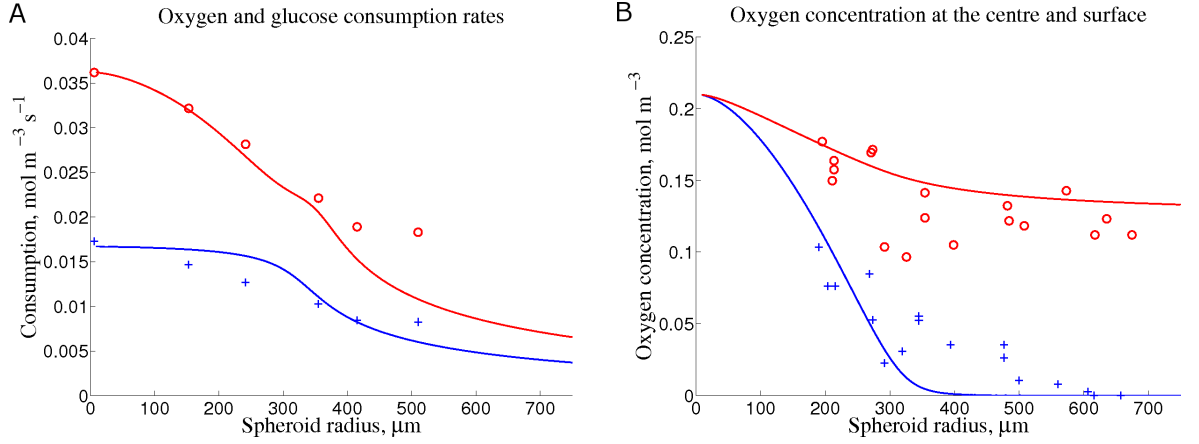 A
Oxygen and glucose consumption rates
Consumption, mol m⁻³ s⁻¹
0.04
0.035
0.03
0.025
0.02
0.015
0.01
0.005
0
0 100 200 300 400 500 600 700
Spheroid radius, μm
B
Oxygen concentration at the centre and surface
Oxygen concentration, mol m⁻³
0.25
0.2
0.15
0.1
0.05
0
0 100 200 300 400 500 600 700
Spheroid radius, μm